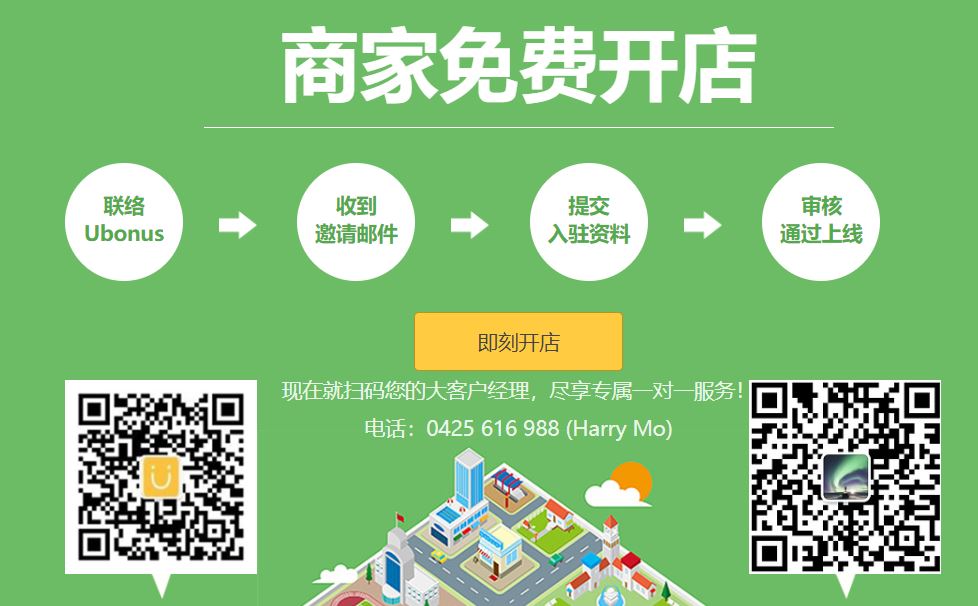 商家免费开店
联络
Ubonus
收到
邀请邮件
提交
入驻资料
审核
通过上线
即刻开店
现在就扫码您的大客户经理，尽享专属一对一服务！
电话：0425 616 988 (Harry Mo)